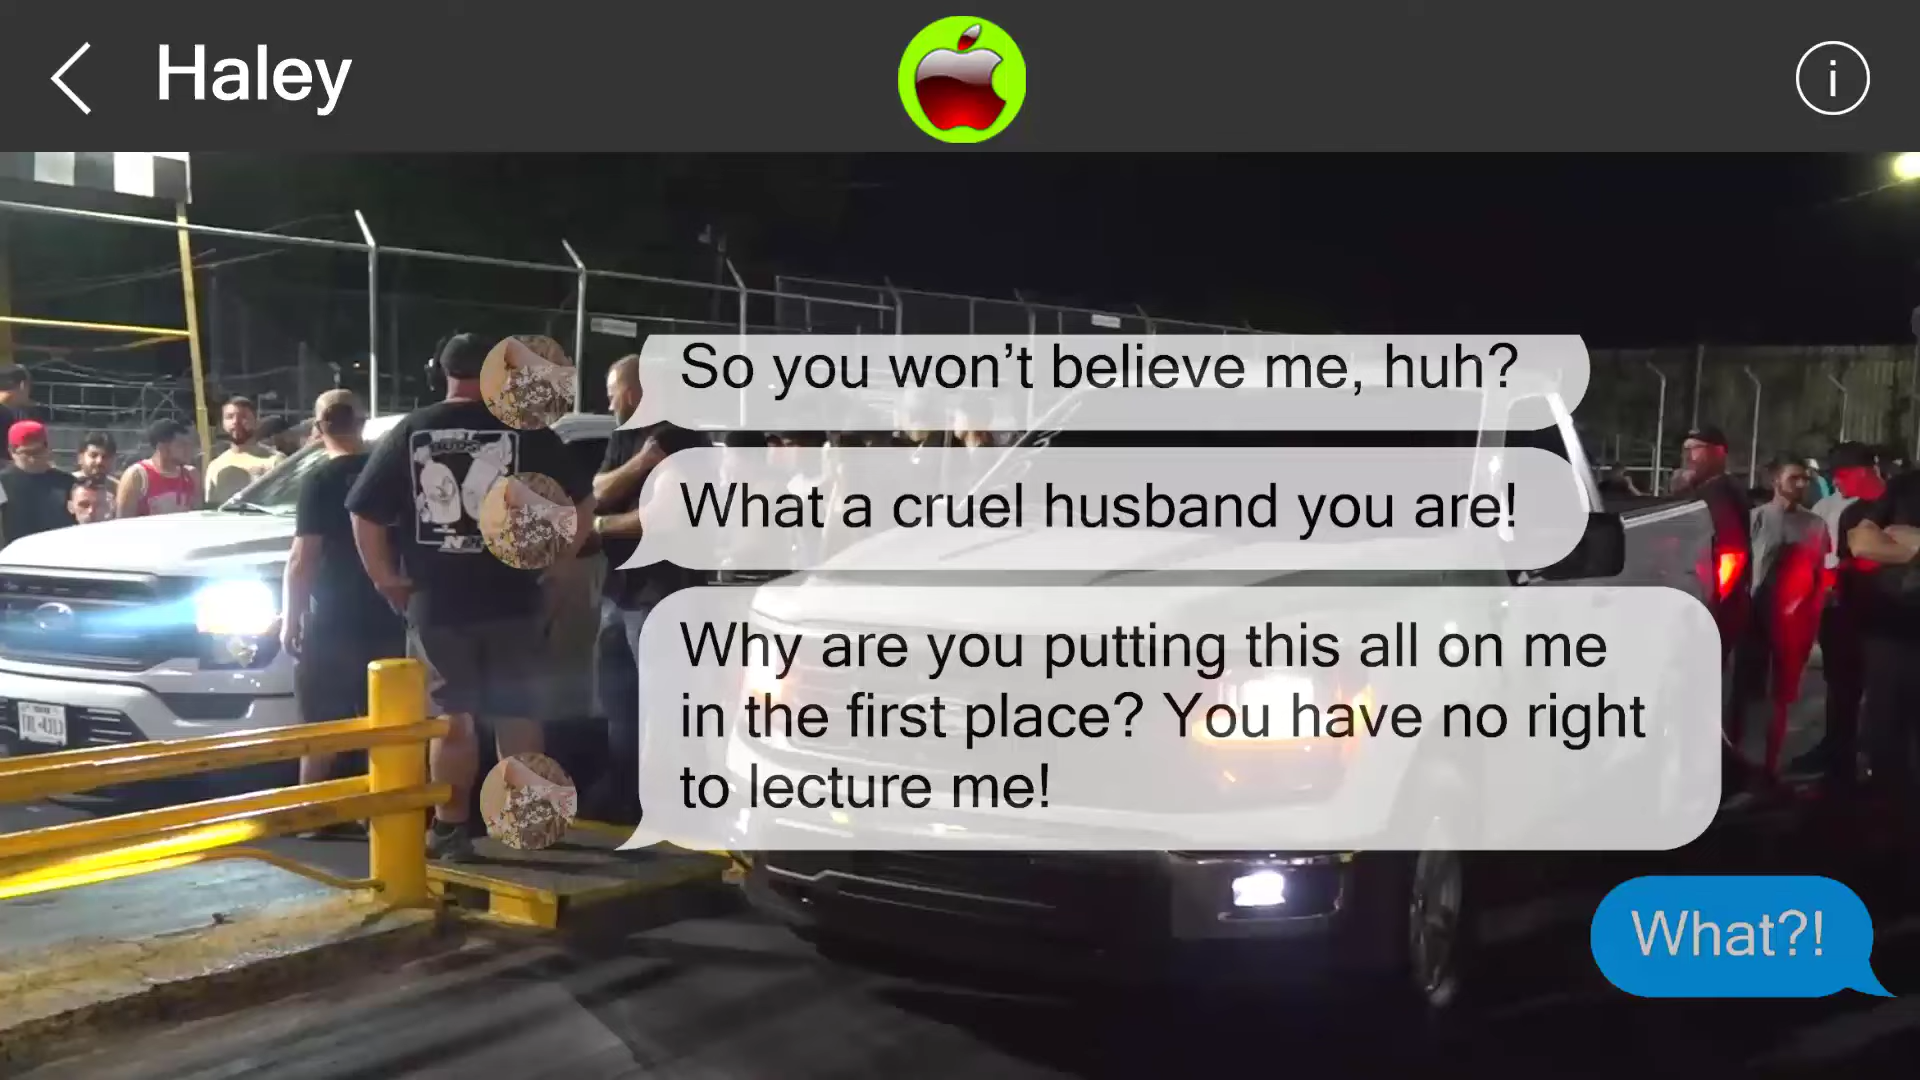 Haley
i
So you won’t believe me, huh?
What a cruel husband you are!
Why are you putting this all on me
in the first place? You have no right
to lecture me!
What?!